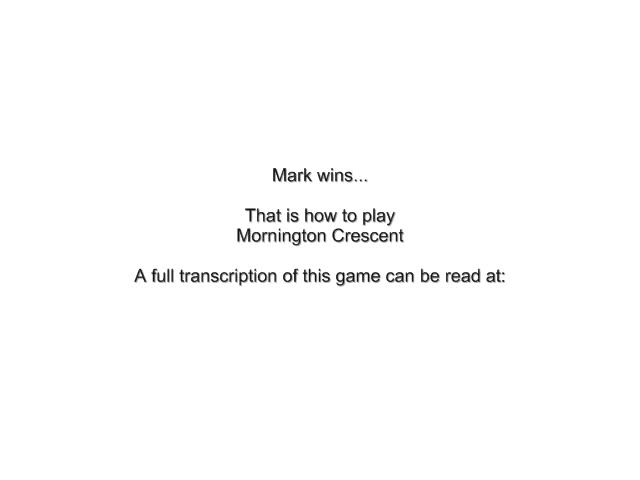 Mark wins...
That is how to play
Mornington Crescent
A full transcription of this game can be read at: